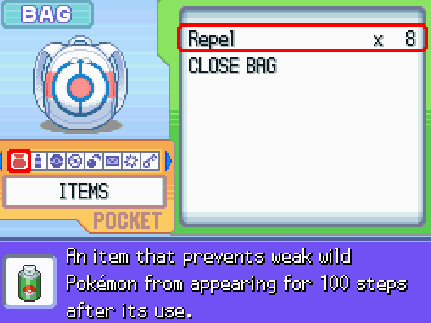 BAG
Repel x 8
CLOSE BAG
ITEMS
POCKET
An item that prevents weak wild
Pokémon from appearing for 100 steps
after its use.